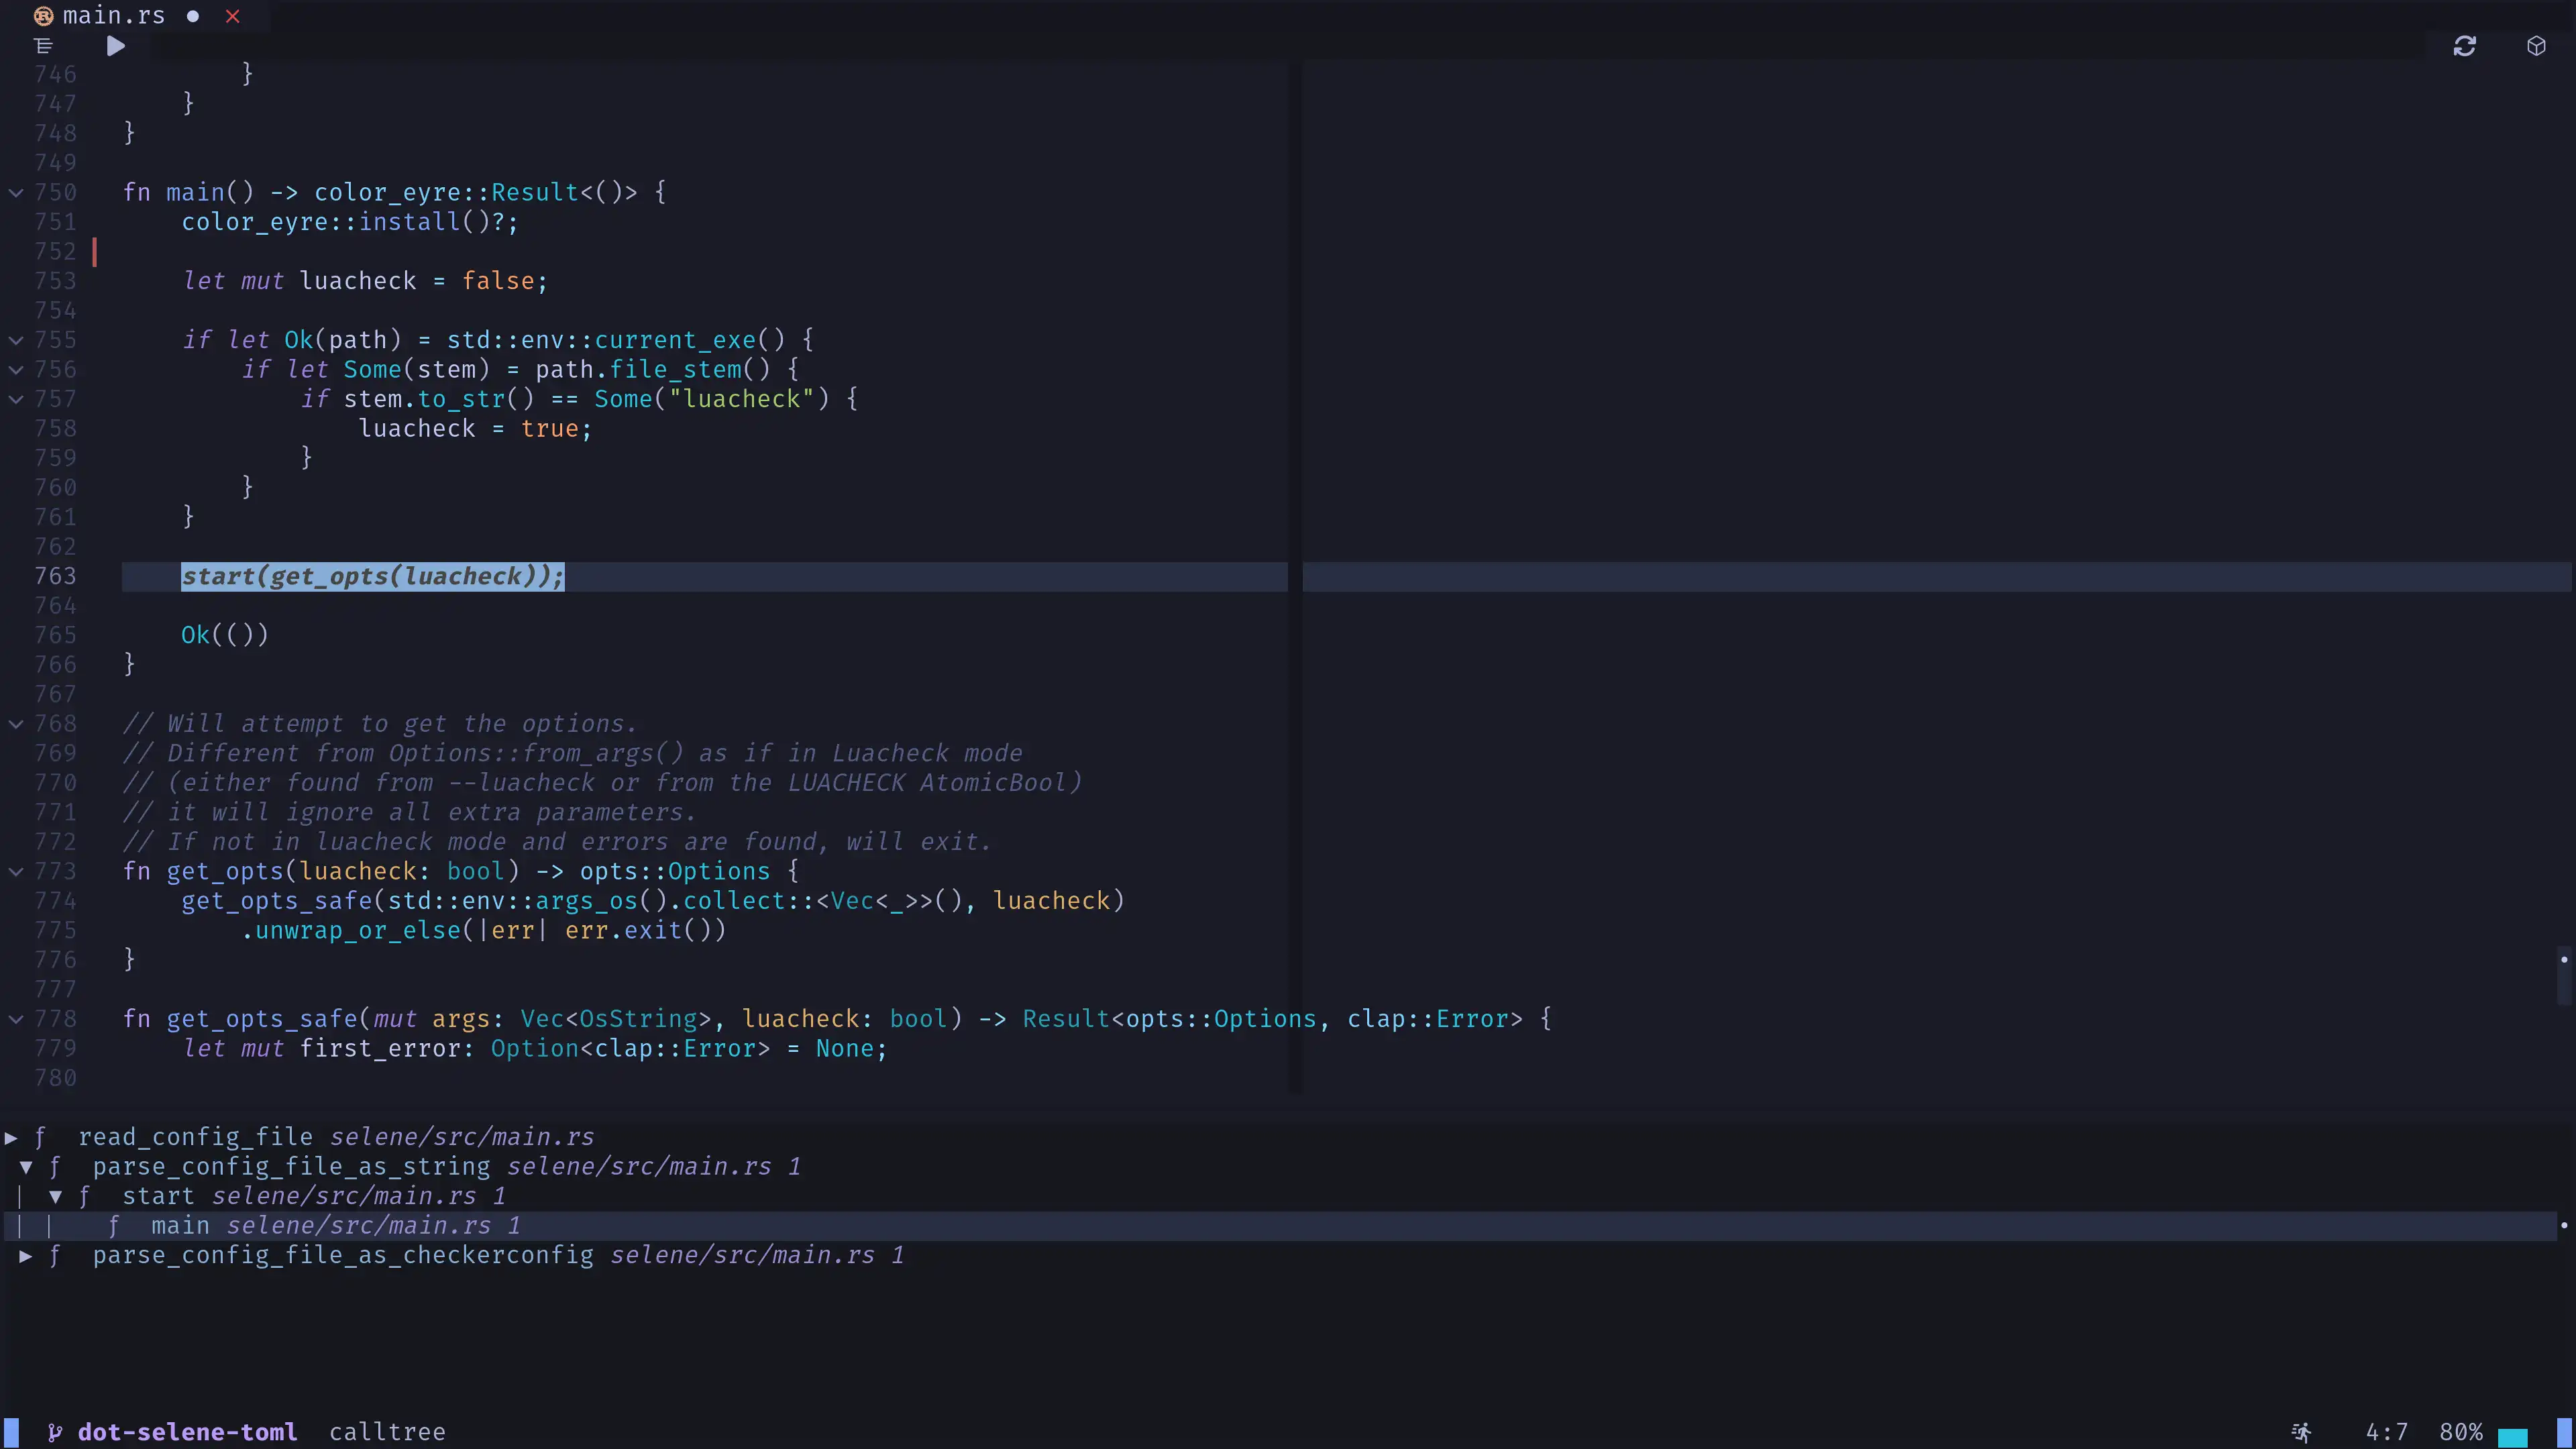 main.rs ● ×
746             }
747         }
748     }
749
750 fn main() -> color_eyre::Result<()> {
751     color_eyre::install()?;
752
753     let mut luacheck = false;
754
755     if let Ok(path) = std::env::current_exe() {
756         if let Some(stem) = path.file_stem() {
757             if stem.to_str() == Some("luacheck") {
758                 luacheck = true;
759             }
760         }
761     }
762
763     start(get_opts(luacheck));
764
765     Ok(())
766 }
767
768 // Will attempt to get the options.
769 // Different from Options::from_args() as if in Luacheck mode
770 // (either found from --luacheck or from the LUACHECK AtomicBool)
771 // it will ignore all extra parameters.
772 // If not in luacheck mode and errors are found, will exit.
773 fn get_opts(luacheck: bool) -> opts::Options {
774     get_opts_safe(std::env::args_os().collect::<Vec<_>>(), luacheck)
775         .unwrap_or_else(|err| err.exit())
776 }
777
778 fn get_opts_safe(mut args: Vec<OsString>, luacheck: bool) -> Result<opts::Options, clap::Error> {
779     let mut first_error: Option<clap::Error> = None;
780
▶ ƒ read_config_file selene/src/main.rs
▼ ƒ parse_config_file_as_string selene/src/main.rs 1
▼ ƒ start selene/src/main.rs 1
ƒ main selene/src/main.rs 1
▶ ƒ parse_config_file_as_checkerconfig selene/src/main.rs 1
dot-selene-toml calltree 4:7 80%